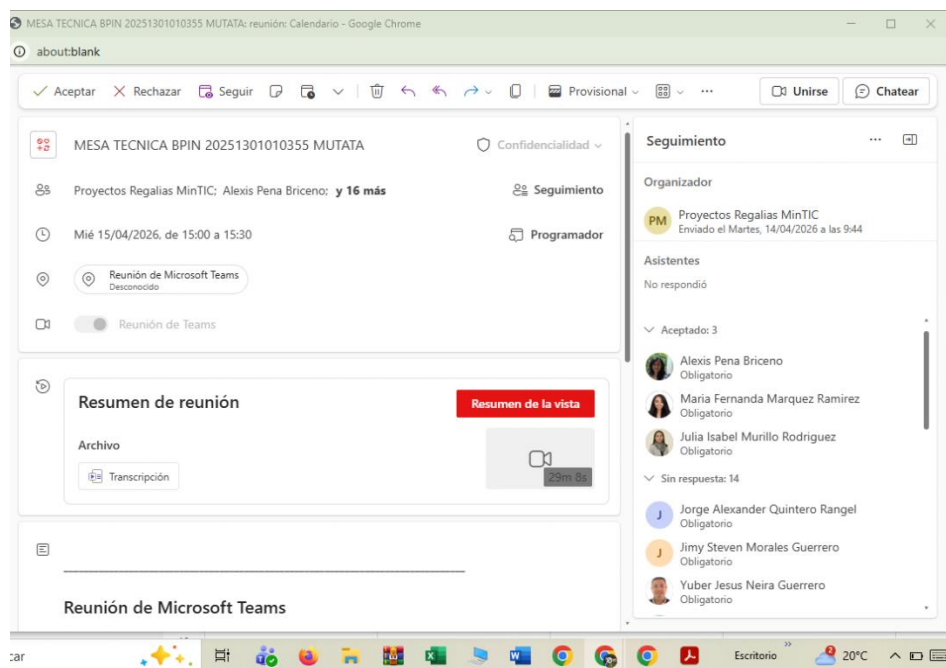 MESA TECNICA BPIN 20251301010355 MUTATA: reunión: Calendario - Google Chrome
about:blank
Aceptar Rechazar Seguir Provisional Unirse Chatear
MESA TECNICA BPIN 20251301010355 MUTATA Confidencialidad
Proyectos Regalias MinTIC; Alexis Pena Briceno; y 16 más Seguimiento
Mié 15/04/2026, de 15:00 a 15:30 Programador
Reunión de Microsoft Teams
Desconocido
Reunión de Teams
Resumen de reunión Resumen de la vista
Archivo
Transcripción
29m 8s
Reunión de Microsoft Teams
Seguimiento
Organizador
PM Proyectos Regalias MinTIC
Enviado el Martes, 14/04/2026 a las 9:44
Asistentes
No respondió
Aceptado: 3
Alexis Pena Briceno
Obligatorio
Maria Fernanda Marquez Ramirez
Obligatorio
Julia Isabel Murillo Rodriguez
Obligatorio
Sin respuesta: 14
J Jorge Alexander Quintero Rangel
Obligatorio
J Jimy Steven Morales Guerrero
Obligatorio
Yuber Jesus Neira Guerrero
Obligatorio
car Escritorio 20°C